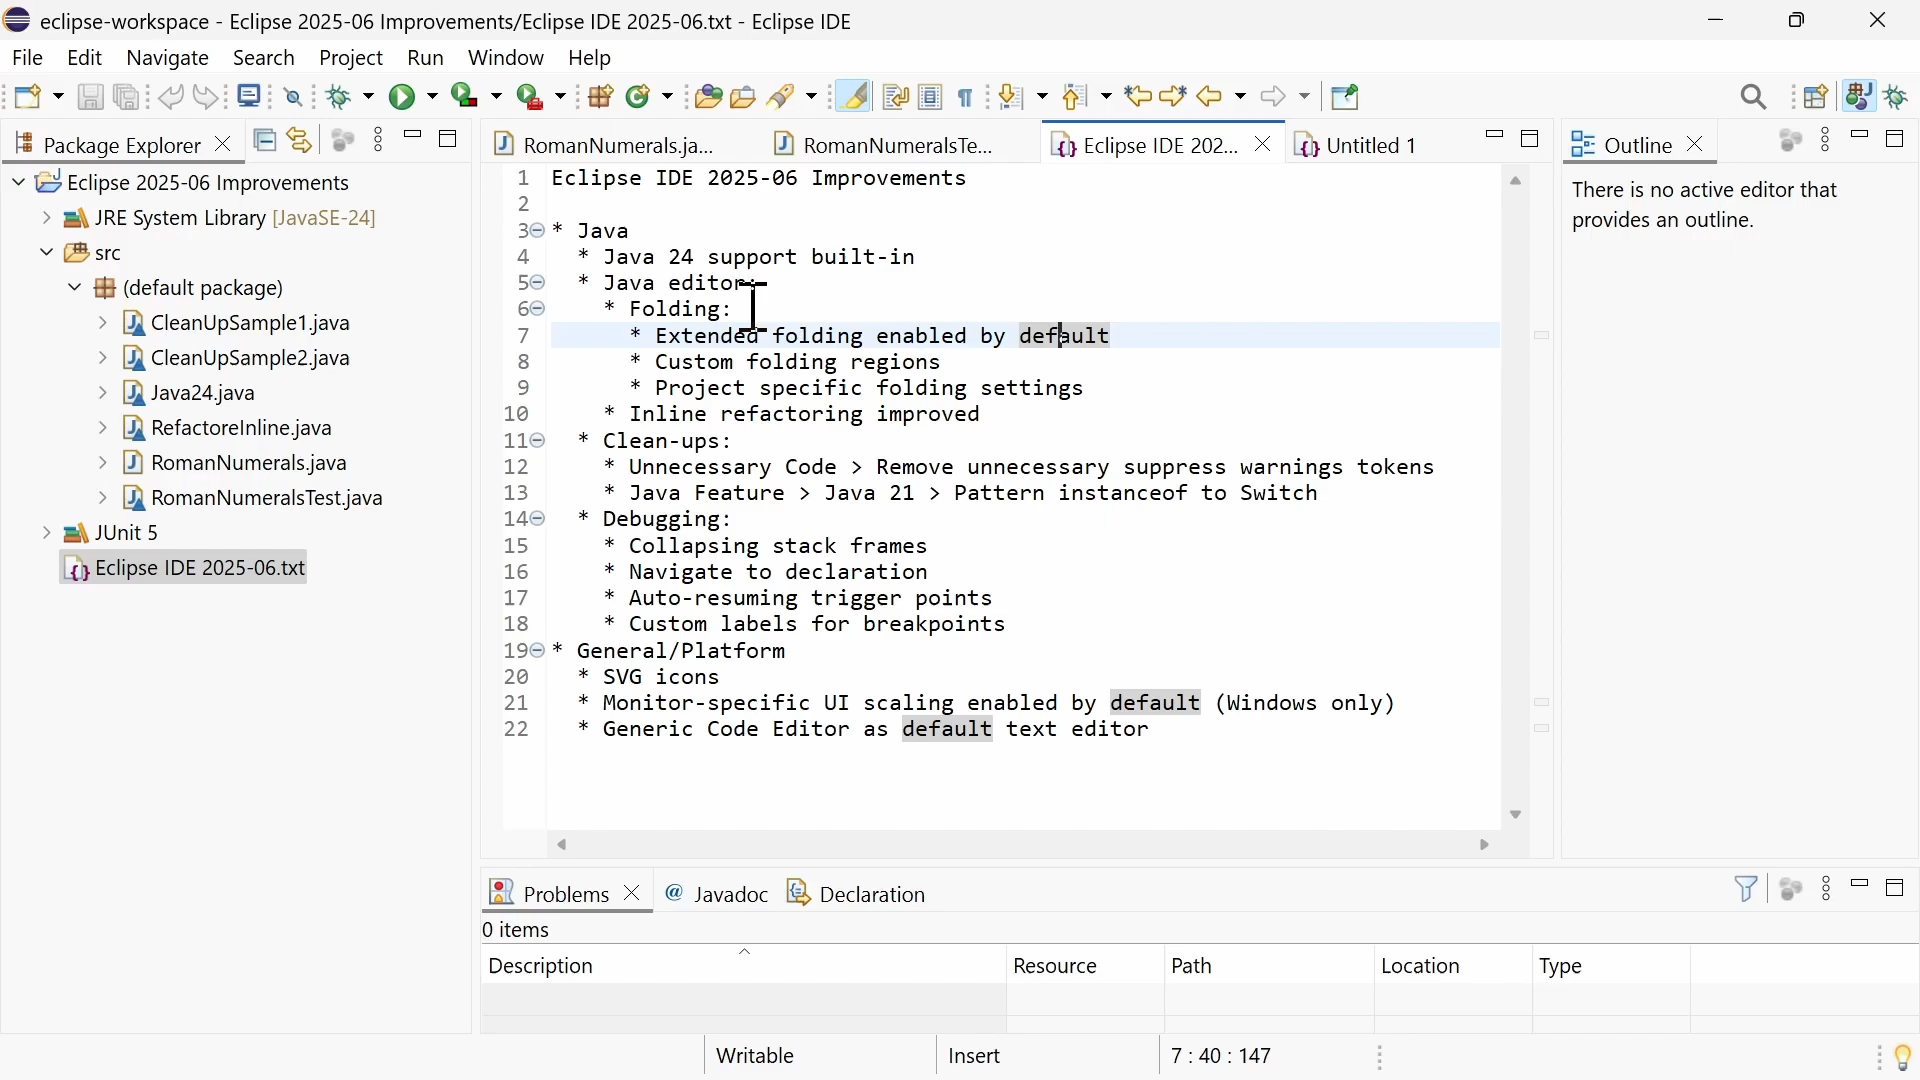 eclipse-workspace - Eclipse 2025-06 Improvements/Eclipse IDE 2025-06.txt - Eclipse IDE
File Edit Navigate Search Project Run Window Help
Package Explorer
Eclipse 2025-06 Improvements
JRE System Library [JavaSE-24]
src
(default package)
CleanUpSample1.java
CleanUpSample2.java
Java24.java
RefactoreInline.java
RomanNumerals.java
RomanNumeralsTest.java
JUnit 5
Eclipse IDE 2025-06.txt
RomanNumerals.ja... RomanNumeralsTe... Eclipse IDE 202... Untitled 1
1 Eclipse IDE 2025-06 Improvements
2
3 * Java
4 * Java 24 support built-in
5 * Java editor:
6 * Folding:
7 * Extended folding enabled by default
8 * Custom folding regions
9 * Project specific folding settings
10 * Inline refactoring improved
11 * Clean-ups:
12 * Unnecessary Code > Remove unnecessary suppress warnings tokens
13 * Java Feature > Java 21 > Pattern instanceof to Switch
14 * Debugging:
15 * Collapsing stack frames
16 * Navigate to declaration
17 * Auto-resuming trigger points
18 * Custom labels for breakpoints
19 * General/Platform
20 * SVG icons
21 * Monitor-specific UI scaling enabled by default (Windows only)
22 * Generic Code Editor as default text editor
Outline
There is no active editor that
provides an outline.
Problems @ Javadoc Declaration
0 items
Description Resource Path Location Type
Writable Insert 7 : 40 : 147